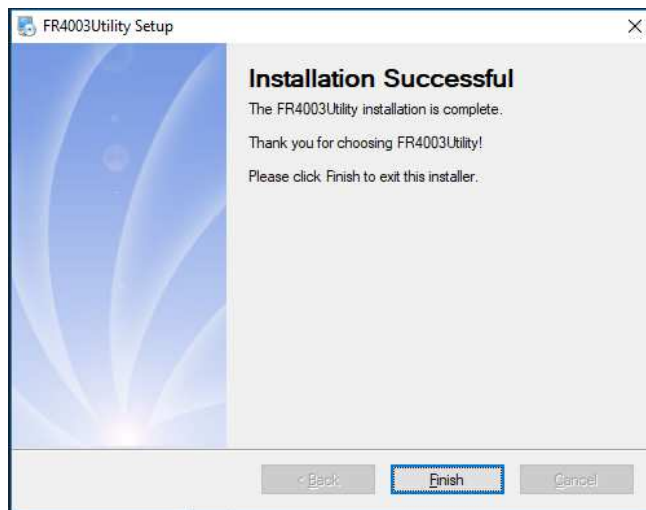 FR4003Utility Setup
Installation Successful
The FR4003Utility installation is complete.
Thank you for choosing FR4003Utility!
Please click Finish to exit this installer.
< Back
Finish
Cancel